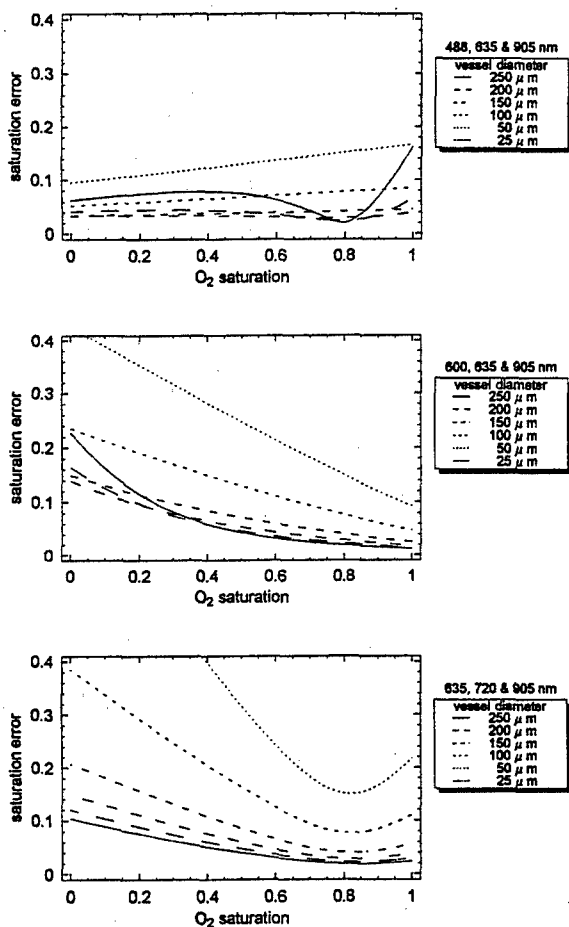 488, 635 & 905 nm
vessel diameter
250 µ m
200 µ m
150 µ m
100 µ m
50 µ m
25 µ m
saturation error
0.4
0.3
0.2
0.1
0
0 0.2 0.4 0.6 0.8 1
O₂ saturation
600, 635 & 905 nm
vessel diameter
250 µ m
200 µ m
150 µ m
100 µ m
50 µ m
25 µ m
saturation error
0.4
0.3
0.2
0.1
0
0 0.2 0.4 0.6 0.8 1
O₂ saturation
635, 720 & 905 nm
vessel diameter
250 µ m
200 µ m
150 µ m
100 µ m
50 µ m
25 µ m
saturation error
0.4
0.3
0.2
0.1
0
0 0.2 0.4 0.6 0.8 1
O₂ saturation